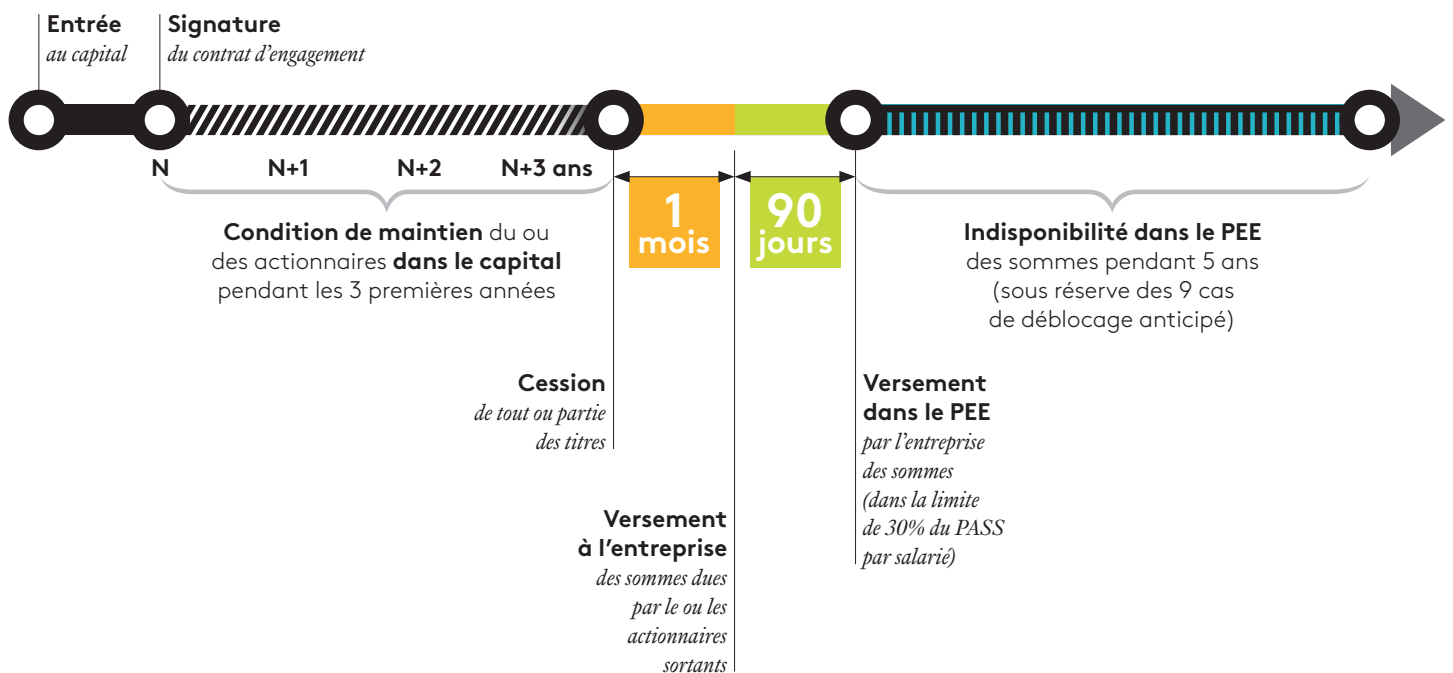 Entrée
au capital
Signature
du contrat d’engagement
N
N+1
N+2
N+3 ans
1
mois
90
jours
Condition de maintien du ou
des actionnaires dans le capital
pendant les 3 premières années
Indisponibilité dans le PEE
des sommes pendant 5 ans
(sous réserve des 9 cas
de déblocage anticipé)
Cession
de tout ou partie
des titres
Versement
à l’entreprise
des sommes dues
par le ou les
actionnaires
sortants
Versement
dans le PEE
par l’entreprise
des sommes
(dans la limite
de 30% du PASS
par salarié)